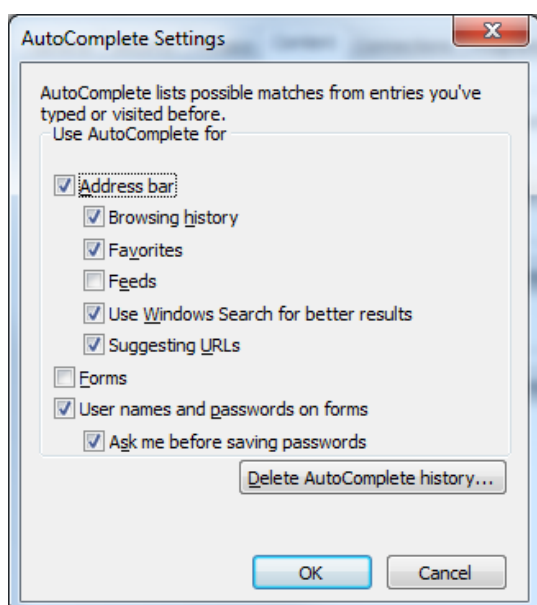 AutoComplete Settings
AutoComplete lists possible matches from entries you've
typed or visited before.
Use AutoComplete for
Address bar
Browsing history
Favorites
Feeds
Use Windows Search for better results
Suggesting URLs
Forms
User names and passwords on forms
Ask me before saving passwords
Delete AutoComplete history...
OK
Cancel